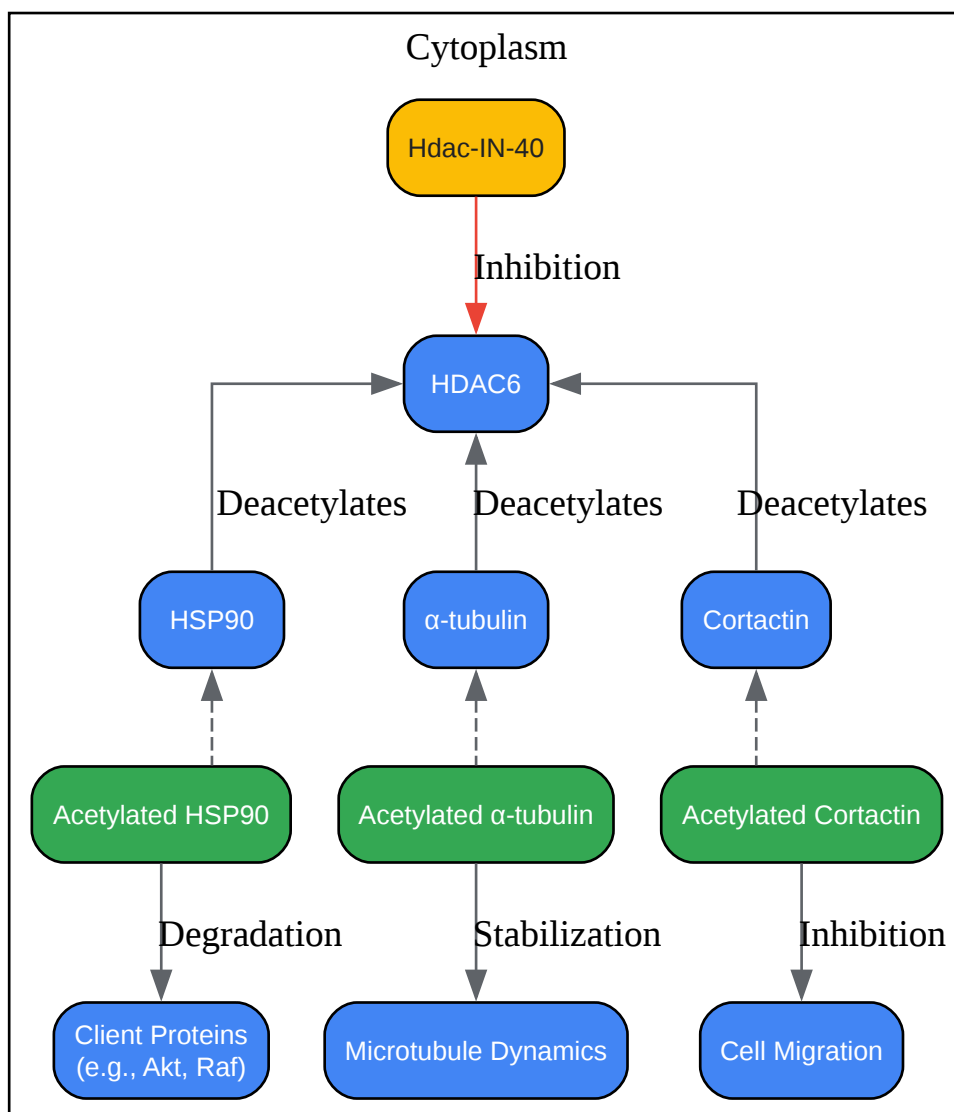 Cytoplasm
Hdac-IN-40
Inhibition
HDAC6
Deacetylates Deacetylates Deacetylates
HSP90 α-tubulin Cortactin
Acetylated HSP90 Acetylated α-tubulin Acetylated Cortactin
Degradation Stabilization Inhibition
Client Proteins
(e.g., Akt, Raf)
Microtubule Dynamics
Cell Migration